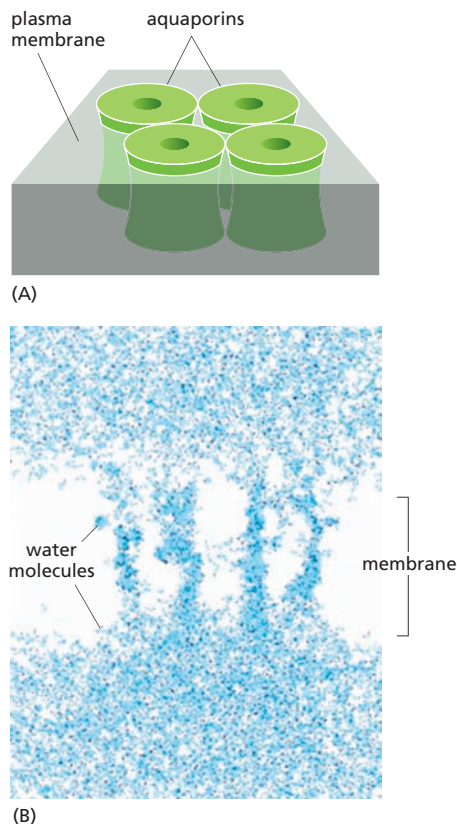 plasma
membrane
aquaporins
(A)
water
molecules
membrane
(B)